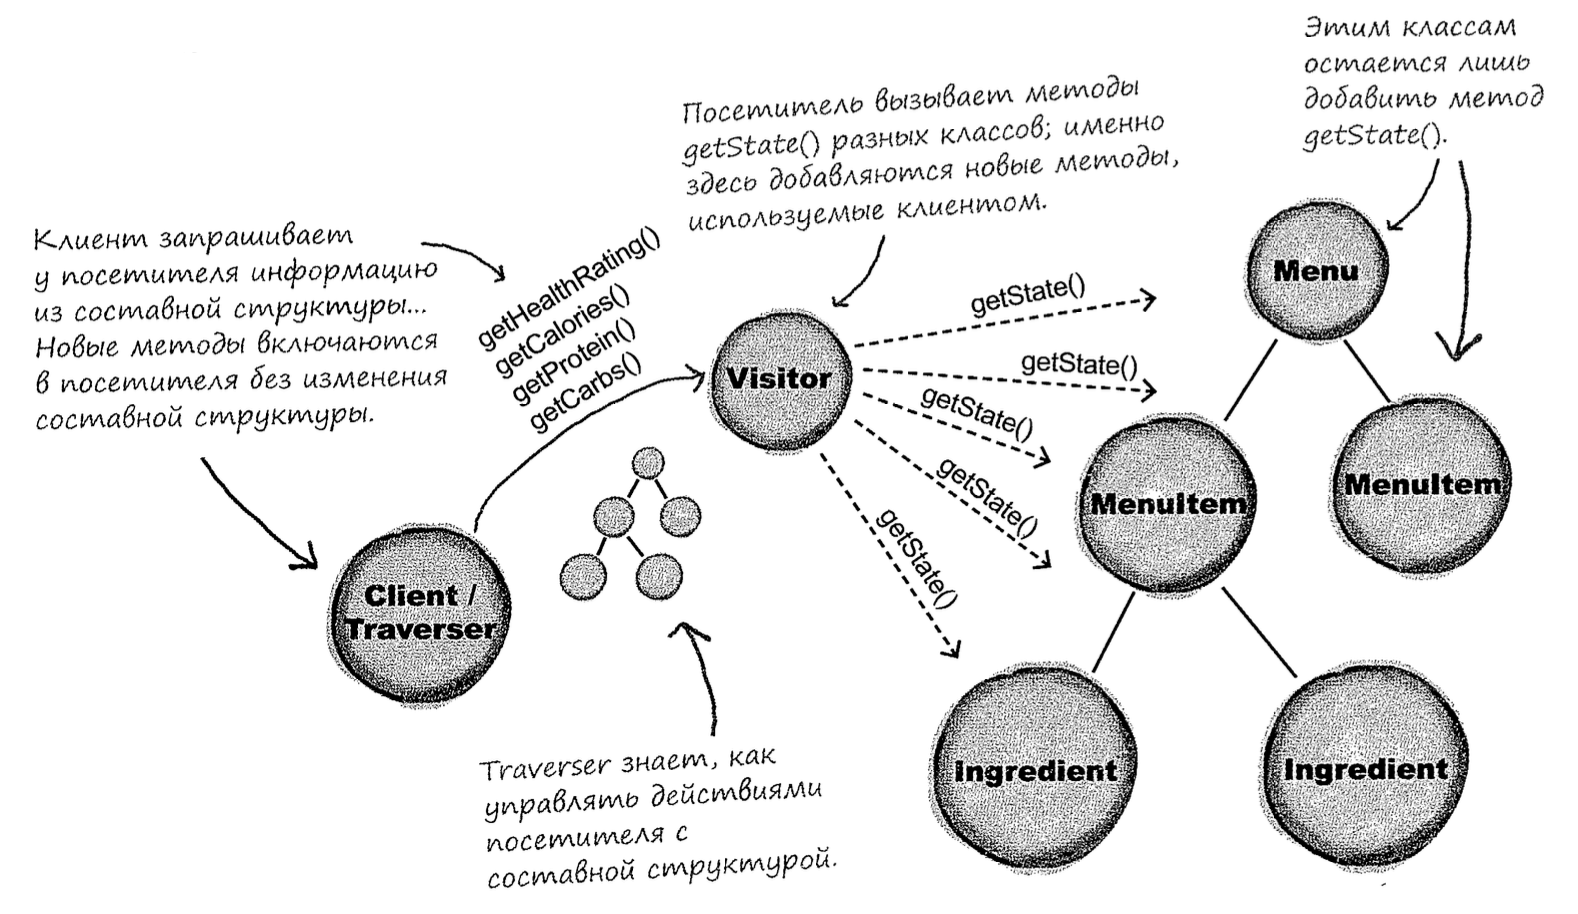 Этим классам
остается лишь
добавить метод
getState().
Посетитель вызывает методы
getState() разных классов; именно
здесь добавляются новые методы,
используемые клиентом.
Клиент запрашивает
у посетителя информацию
из составной структуры...
Новые методы включаются
в посетителя без изменения
составной структуры.
getHealthRating()
getCalories()
getProtein()
getCarbs()
Visitor
getState()
getState()
getState()
getState()
getState()
Menu
MenuItem
MenuItem
Client /
Traverser
Ingredient
Ingredient
Traverser знает, как
управлять действиями
посетителя с
составной структурой.